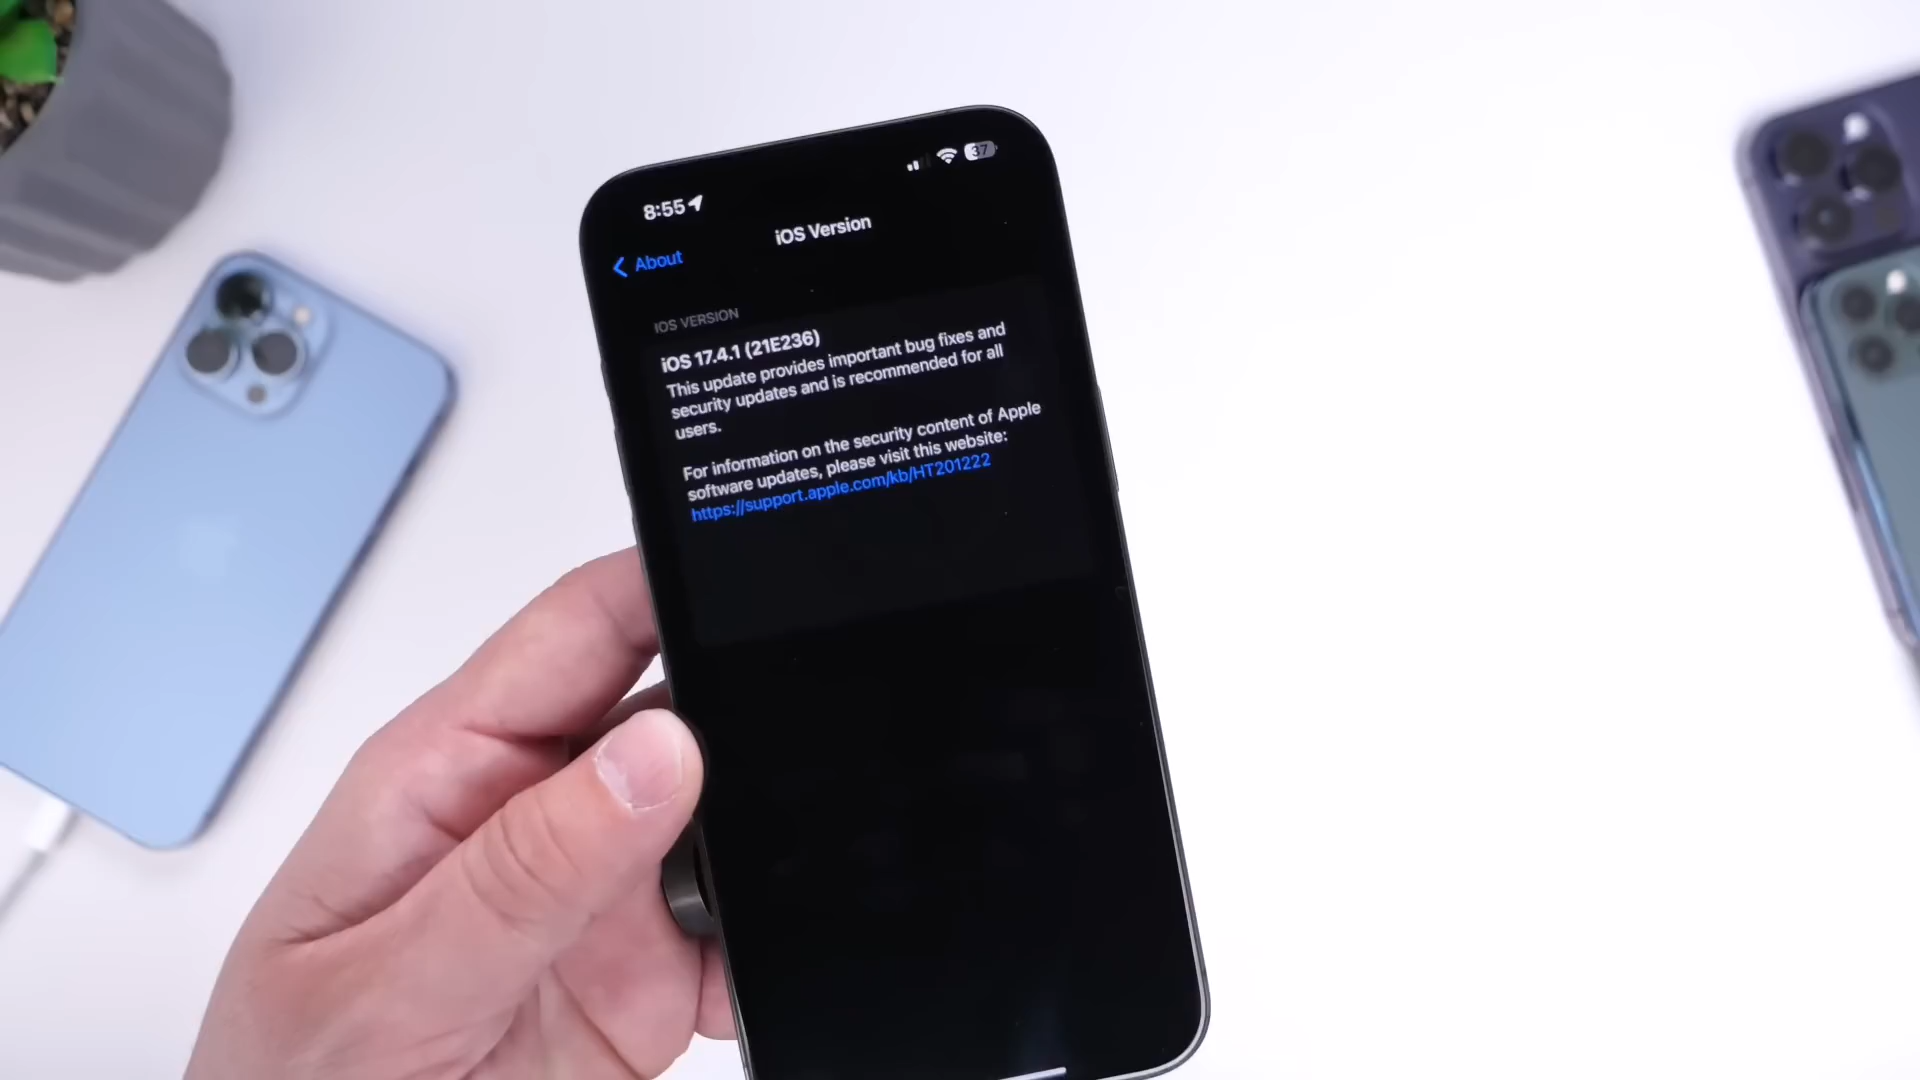 8:55
37
iOS Version
About
IOS VERSION
iOS 17.4.1 (21E236)
This update provides important bug fixes and
security updates and is recommended for all
users.
For information on the security content of Apple
software updates, please visit this website:
https://support.apple.com/kb/HT201222